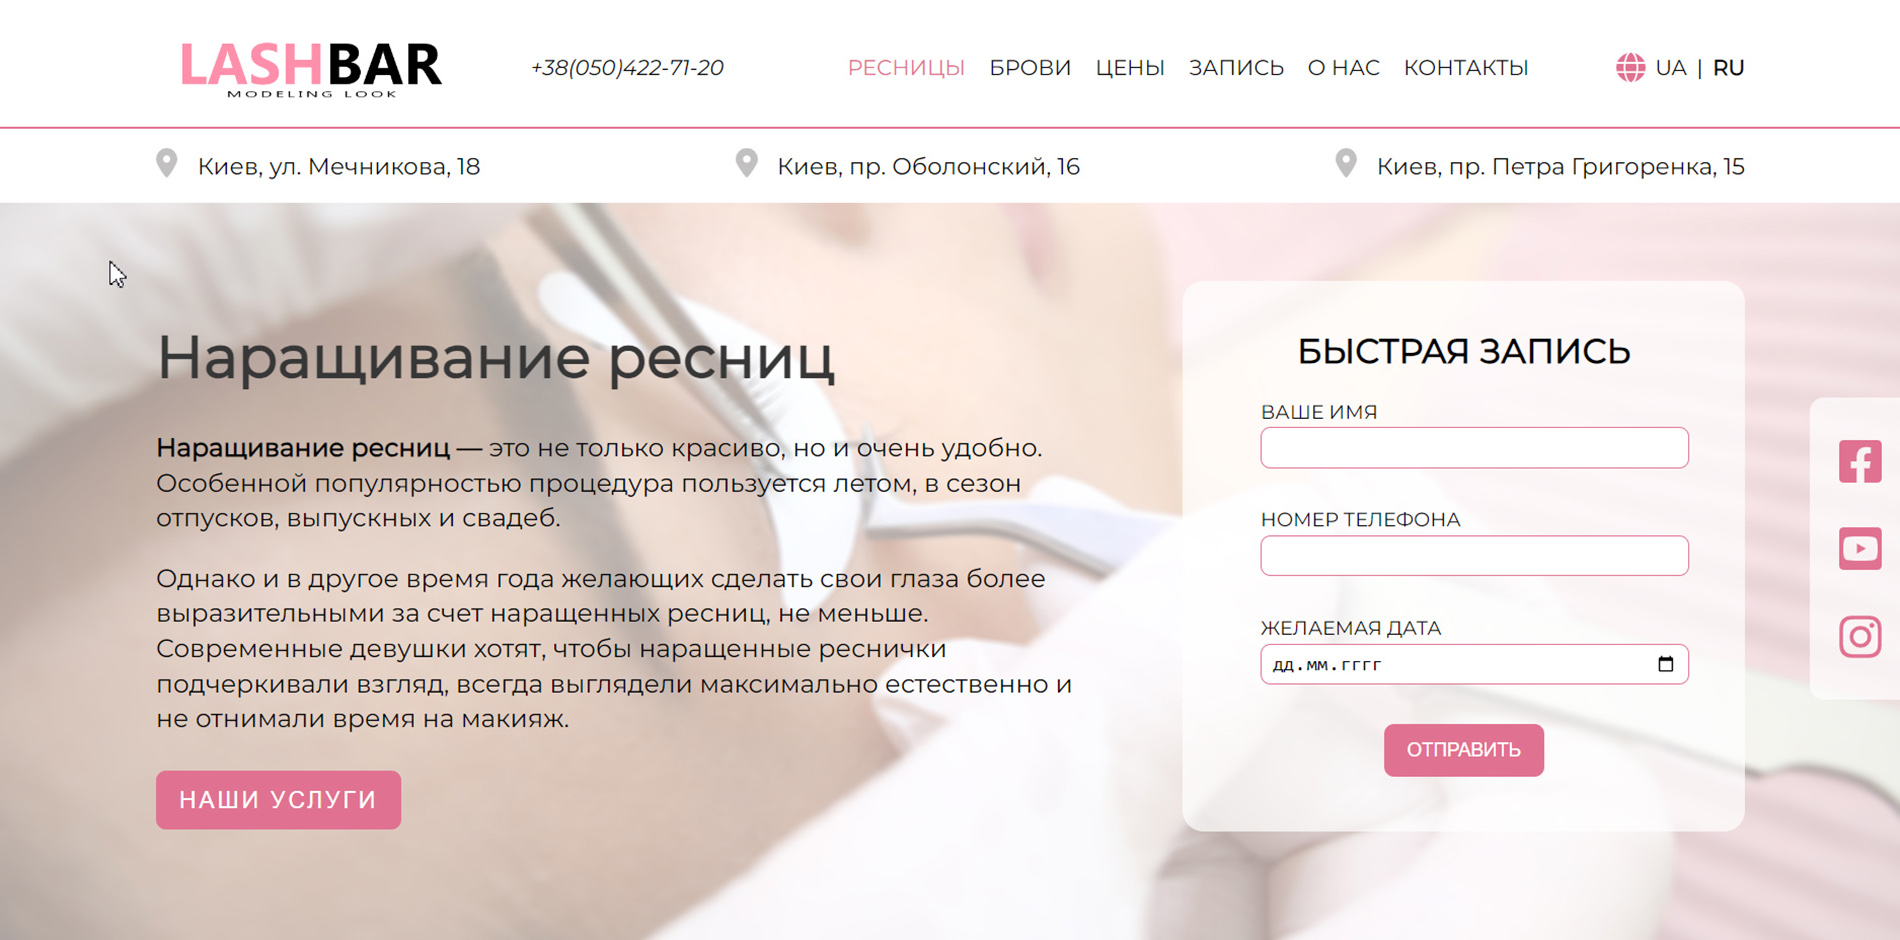 LASHBAR
MODELING LOOK
+38(050)422-71-20
РЕСНИЦЫ БРОВИ ЦЕНЫ ЗАПИСЬ О НАС КОНТАКТЫ
UA | RU
Киев, ул. Мечникова, 18
Киев, пр. Оболонский, 16
Киев, пр. Петра Григоренка, 15
Наращивание ресниц
Наращивание ресниц — это не только красиво, но и очень удобно.
Особенной популярностью процедура пользуется летом, в сезон
отпусков, выпускных и свадеб.
Однако и в другое время года желающих сделать свои глаза более
выразительными за счет наращенных ресниц, не меньше.
Современные девушки хотят, чтобы наращенные реснички
подчеркивали взгляд, всегда выглядели максимально естественно и
не отнимали время на макияж.
НАШИ УСЛУГИ
БЫСТРАЯ ЗАПИСЬ
ВАШЕ ИМЯ
НОМЕР ТЕЛЕФОНА
ЖЕЛАЕМАЯ ДАТА
дд.мм.гггг
ОТПРАВИТЬ